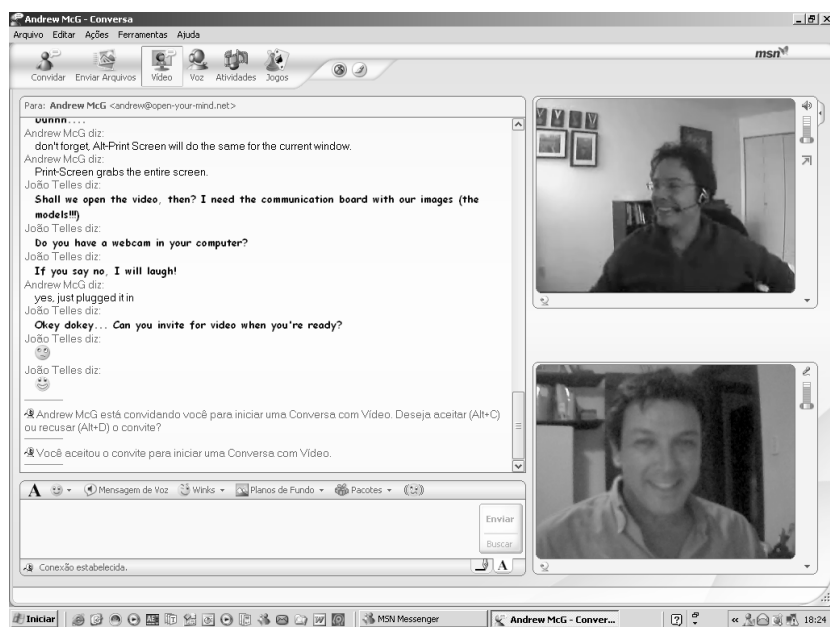 Andrew McG - Conversa
Arquivo Editar Ações Ferramentas Ajuda
msn
Convidar Enviar Arquivos Vídeo Voz Atividades Jogos
Para: Andrew McG <andrew@open-your-mind.net>
Andrew McG diz:
don't forget, Alt-Print Screen will do the same for the current window.
Andrew McG diz:
Print-Screen grabs the entire screen.
João Telles diz:
Shall we open the video, then? I need the communication board with our images (the
models!!!)
João Telles diz:
Do you have a webcam in your computer?
João Telles diz:
If you say no, I will laugh!
Andrew McG diz:
yes, just plugged it in
João Telles diz:
Okey dokey... Can you invite for video when you're ready?
João Telles diz:
João Telles diz:
Andrew McG está convidando você para iniciar uma Conversa com Vídeo. Deseja aceitar (Alt+C)
ou recusar (Alt+D) o convite?
Você aceitou o convite para iniciar uma Conversa com Vídeo.
A Mensagem de Voz Winks Planos de Fundo Pacotes
Enviar
Buscar
Conexão estabelecida.
A
Iniciar MSN Messenger Andrew McG - Conver... 18:24